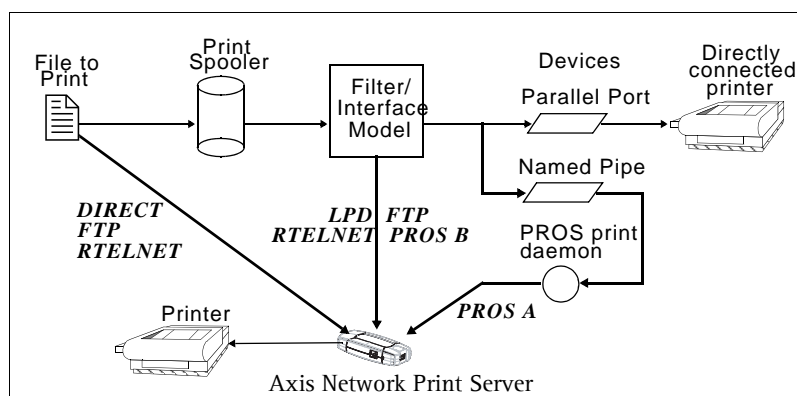 File to
Print
Print
Spooler
Filter/
Interface
Model
Devices
Parallel Port
Directly
connected
printer
Named Pipe
DIRECT
FTP
RTELNET
LPD FTP
RTELNET PROS B
PROS print
daemon
PROS A
Printer
Axis Network Print Server